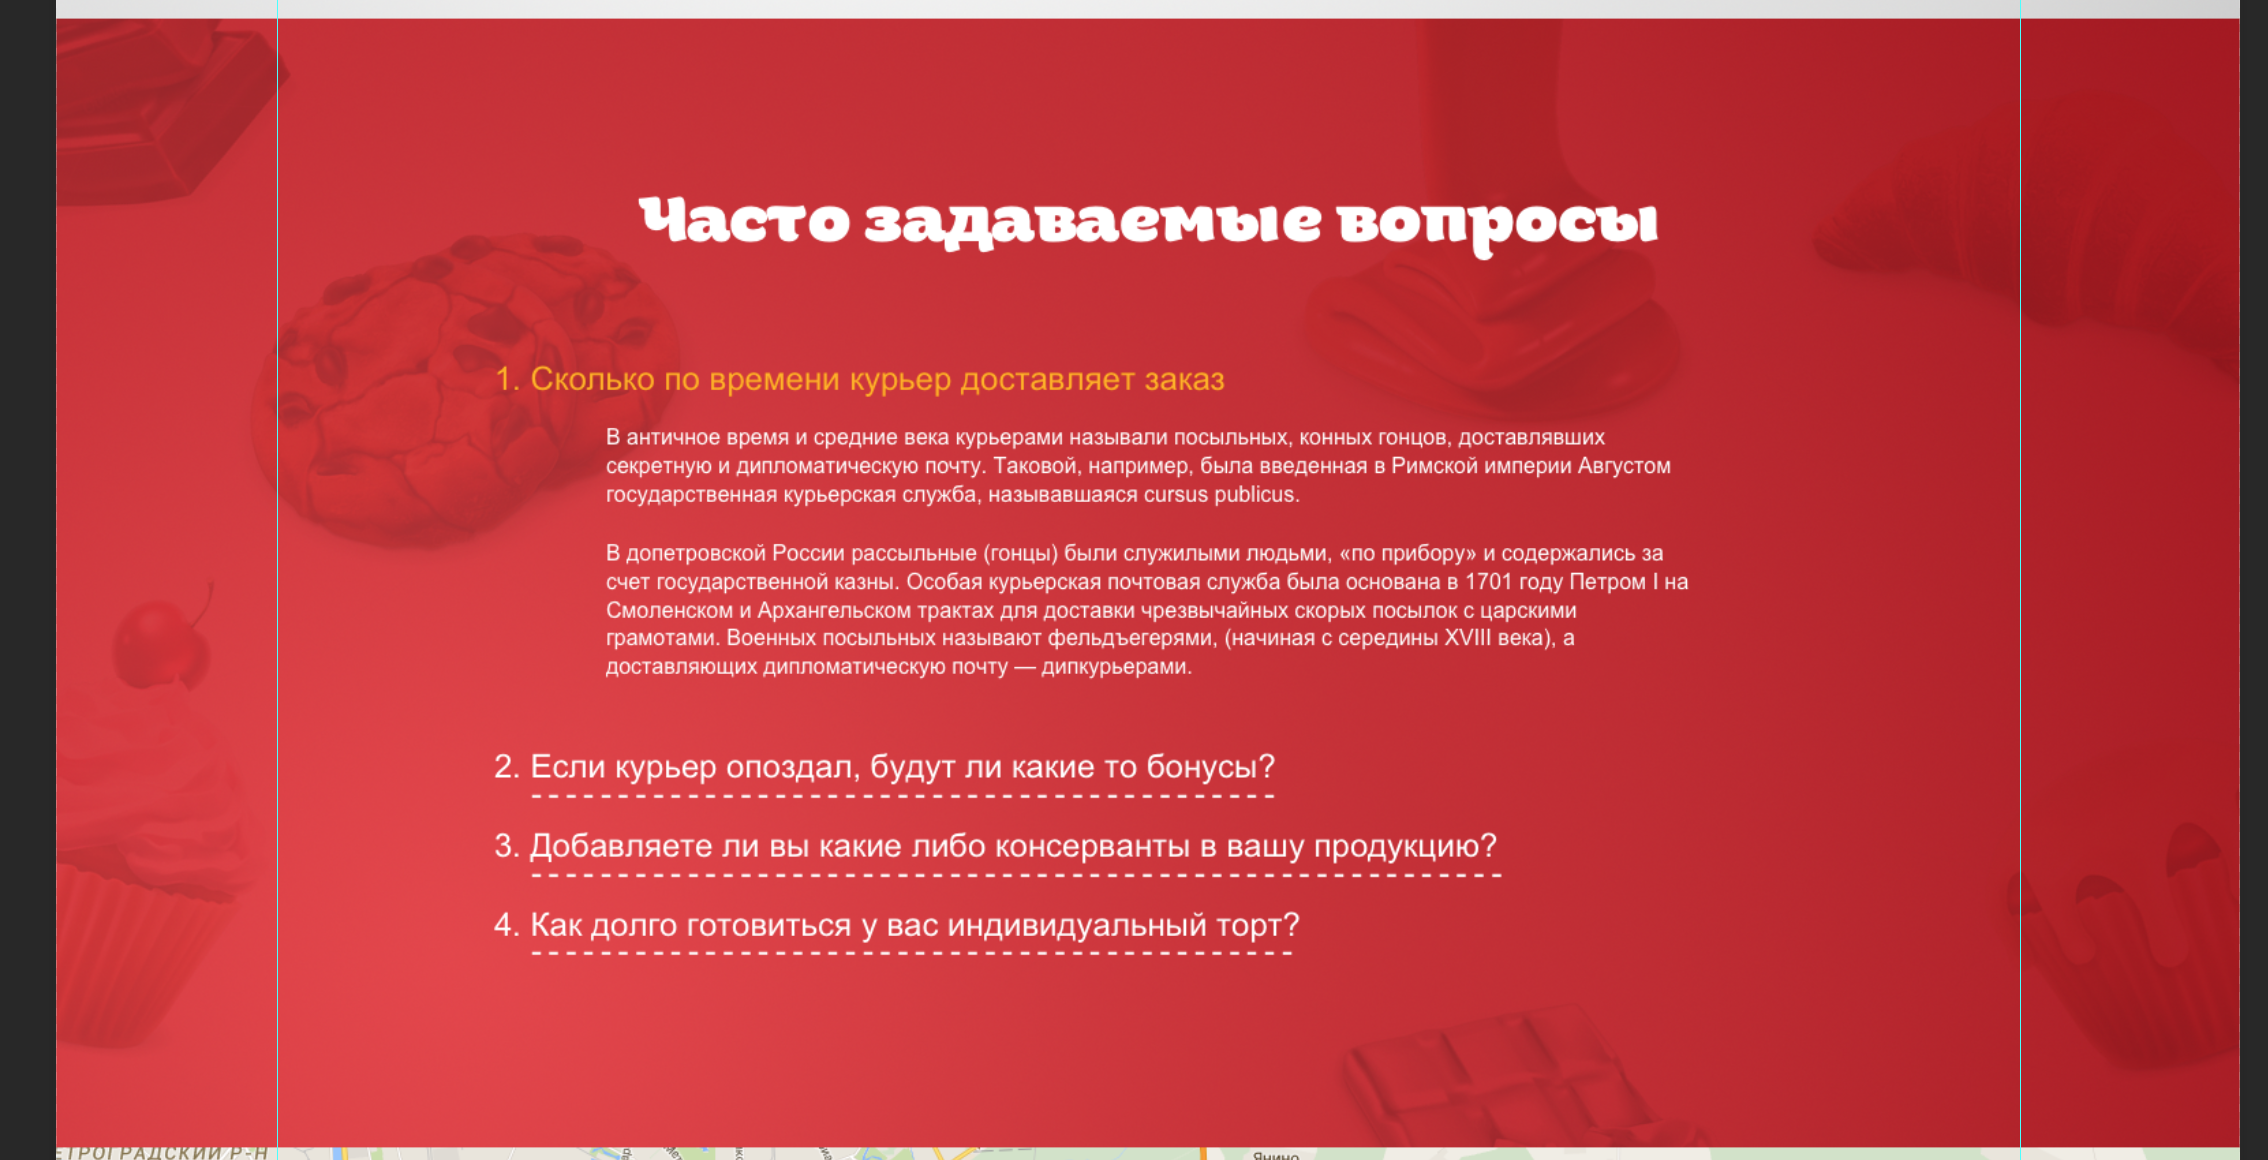 Часто задаваемые вопросы
1. Сколько по времени курьер доставляет заказ
В античное время и средние века курьерами называли посыльных, конных гонцов, доставлявших
секретную и дипломатическую почту. Таковой, например, была введенная в Римской империи Августом
государственная курьерская служба, называвшаяся cursus publicus.
В допетровской России рассыльные (гонцы) были служилыми людьми, «по прибору» и содержались за
счет государственной казны. Особая курьерская почтовая служба была основана в 1701 году Петром I на
Смоленском и Архангельском трактах для доставки чрезвычайных скорых посылок с царскими
грамотами. Военных посыльных называют фельдъегерями, (начиная с середины XVIII века), а
доставляющих дипломатическую почту — дипкурьерами.
2. Если курьер опоздал, будут ли какие то бонусы?
3. Добавляете ли вы какие либо консерванты в вашу продукцию?
4. Как долго готовиться у вас индивидуальный торт?
ЕТРОГРАДСКИЙ Р-Н
Янино